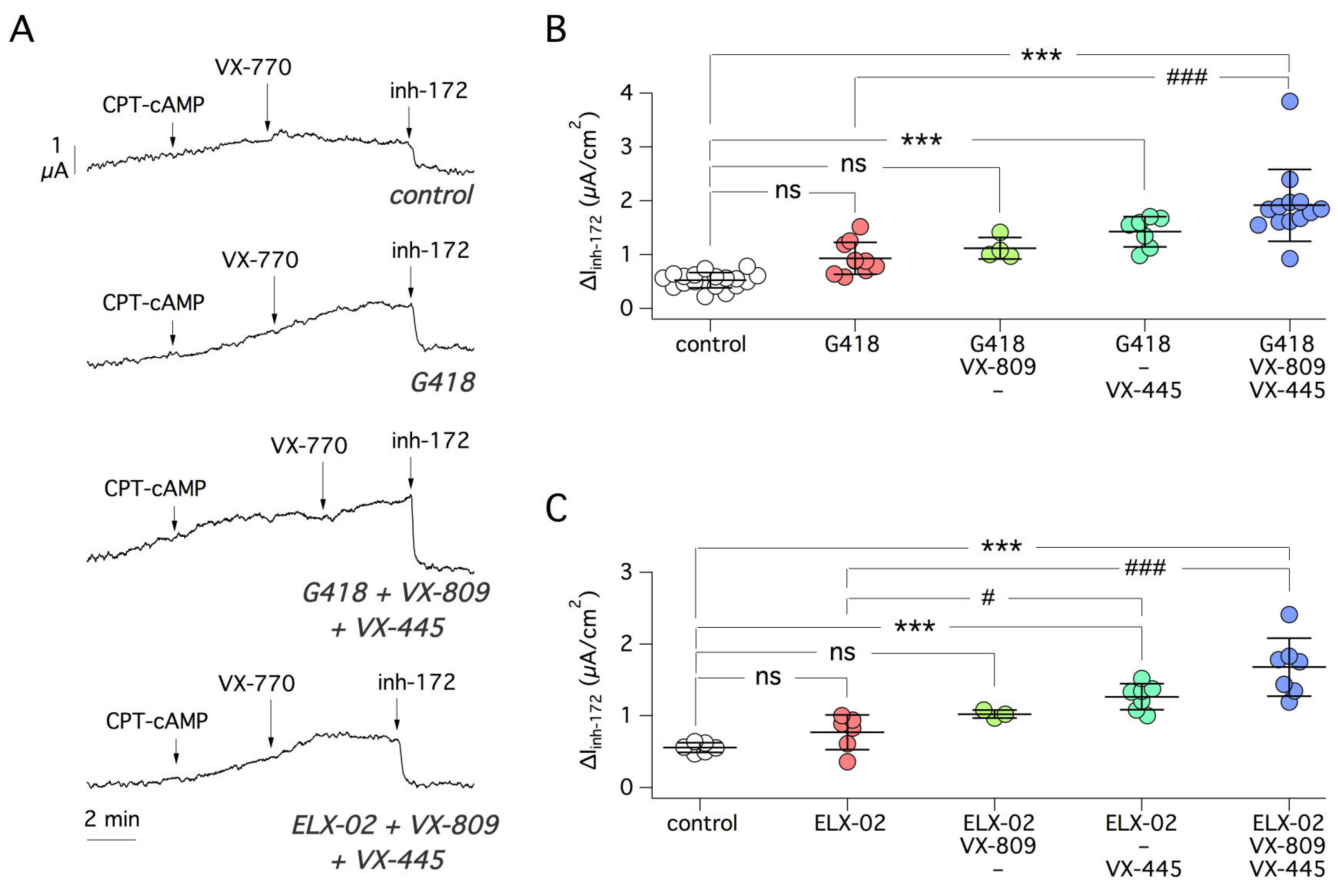 A
CPT-cAMP
VX-770
inh-172
1
μA
control
CPT-cAMP
VX-770
inh-172
G418
CPT-cAMP
VX-770
inh-172
G418 + VX-809
+ VX-445
CPT-cAMP
VX-770
inh-172
2 min
ELX-02 + VX-809
+ VX-445
B
***
###
***
ns
ns
ΔIinh-172 (μA/cm2)
4
3
2
1
0
control
G418
G418
VX-809
–
G418
–
VX-445
G418
VX-809
VX-445
C
***
###
#
***
ns
ns
ΔIinh-172 (μA/cm2)
3
2
1
0
control
ELX-02
ELX-02
VX-809
–
ELX-02
–
VX-445
ELX-02
VX-809
VX-445